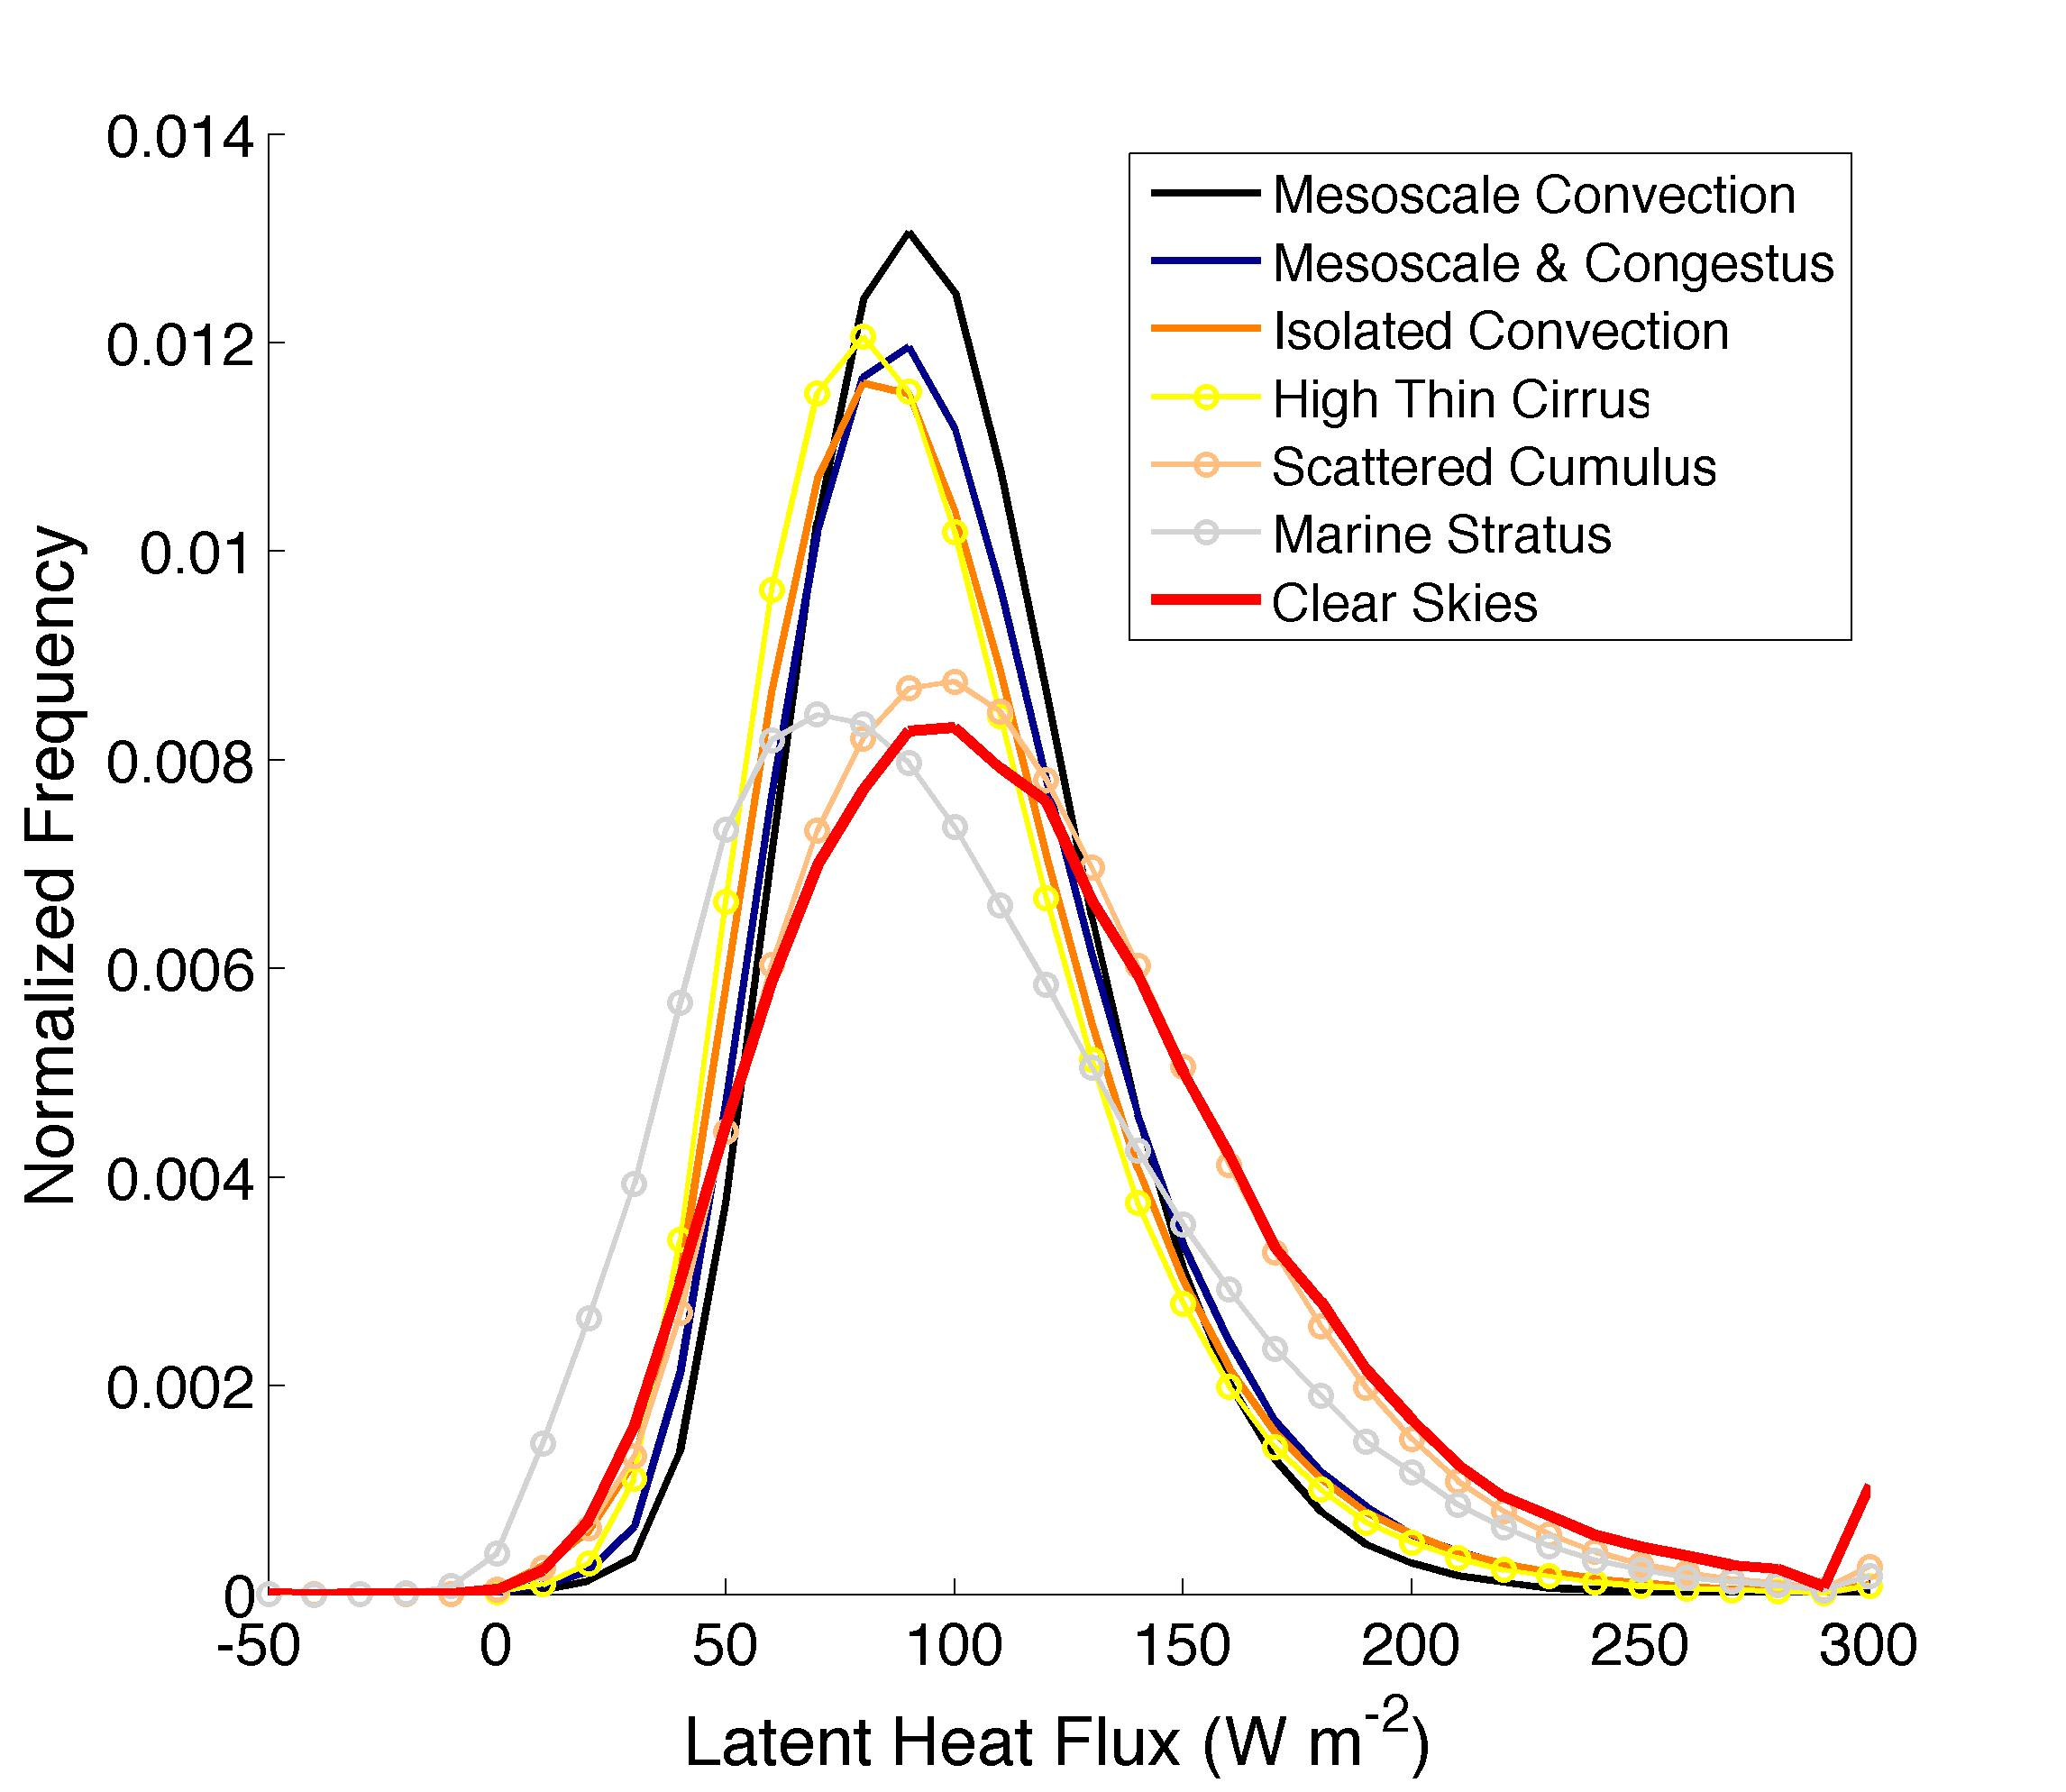 0.014
0.012
0.01
0.008
0.006
0.004
0.002
0
Normalized Frequency
Mesoscale Convection
Mesoscale & Congestus
Isolated Convection
High Thin Cirrus
Scattered Cumulus
Marine Stratus
Clear Skies
-50 0 50 100 150 200 250 300
Latent Heat Flux (W m-2)